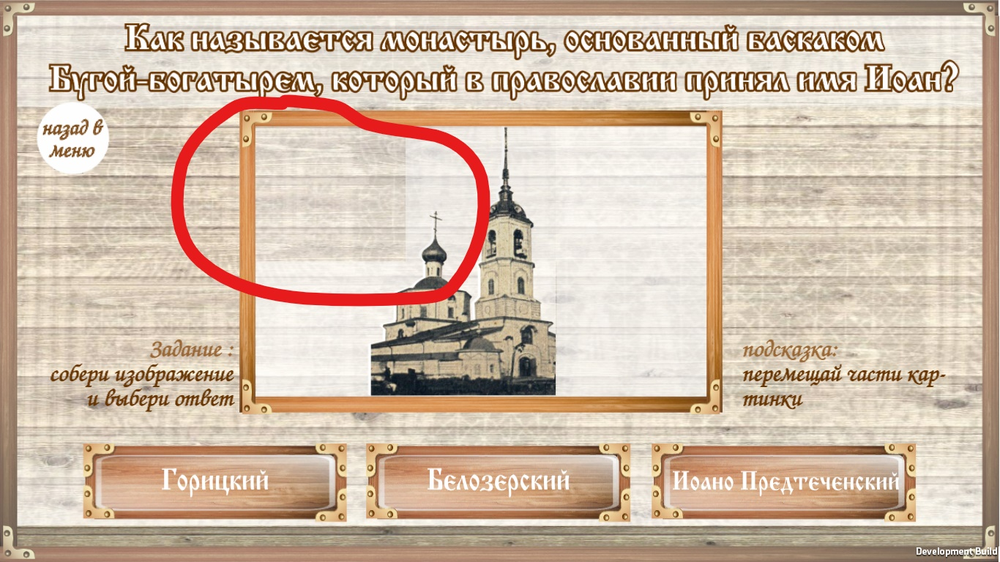 Как называется монастырь, основанный баскаком
Бугой-богатырем, который в православии принял имя Иоан?
назад в
меню
Задание :
собери изображение
и выбери ответ
подсказка:
перемещай части кар-
тинки
Горицкий
Белозерский
Иоано Предтеченский
Development Build